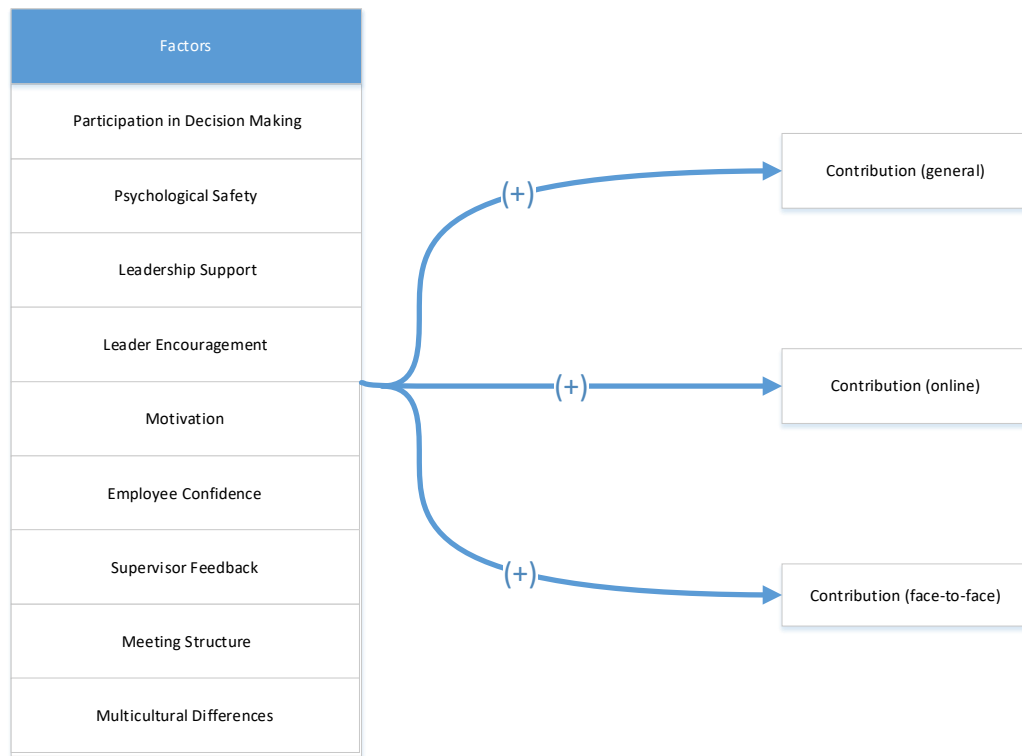 Factors
Participation in Decision Making
Psychological Safety
Leadership Support
Leader Encouragement
Motivation
Employee Confidence
Supervisor Feedback
Meeting Structure
Multicultural Differences
(+)
Contribution (general)
(+)
Contribution (online)
(+)
Contribution (face-to-face)